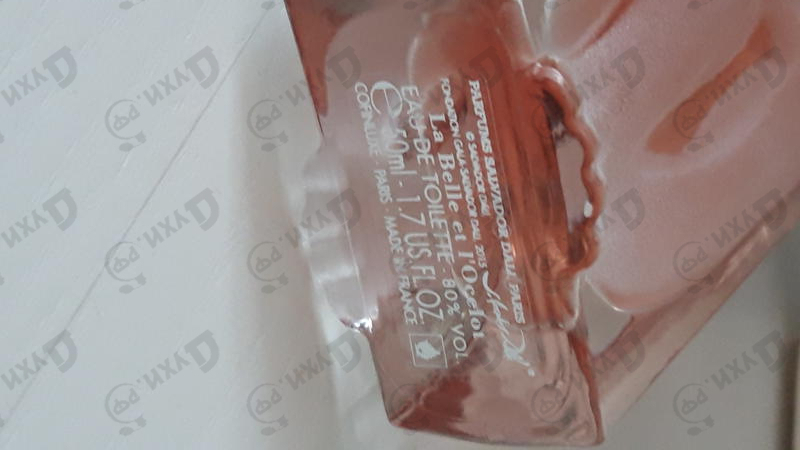 PARFUMS SALVADOR DALI PARIS
© SALVADOR DALI
FONDATION GALA-SALVADOR DALI, 2015
La Belle et l'Ocelot
EAU DE TOILETTE - 80% VOL
e 50ml - 1,7 US.FL.OZ
COFINLUXE - PARIS - MADE IN FRANCE